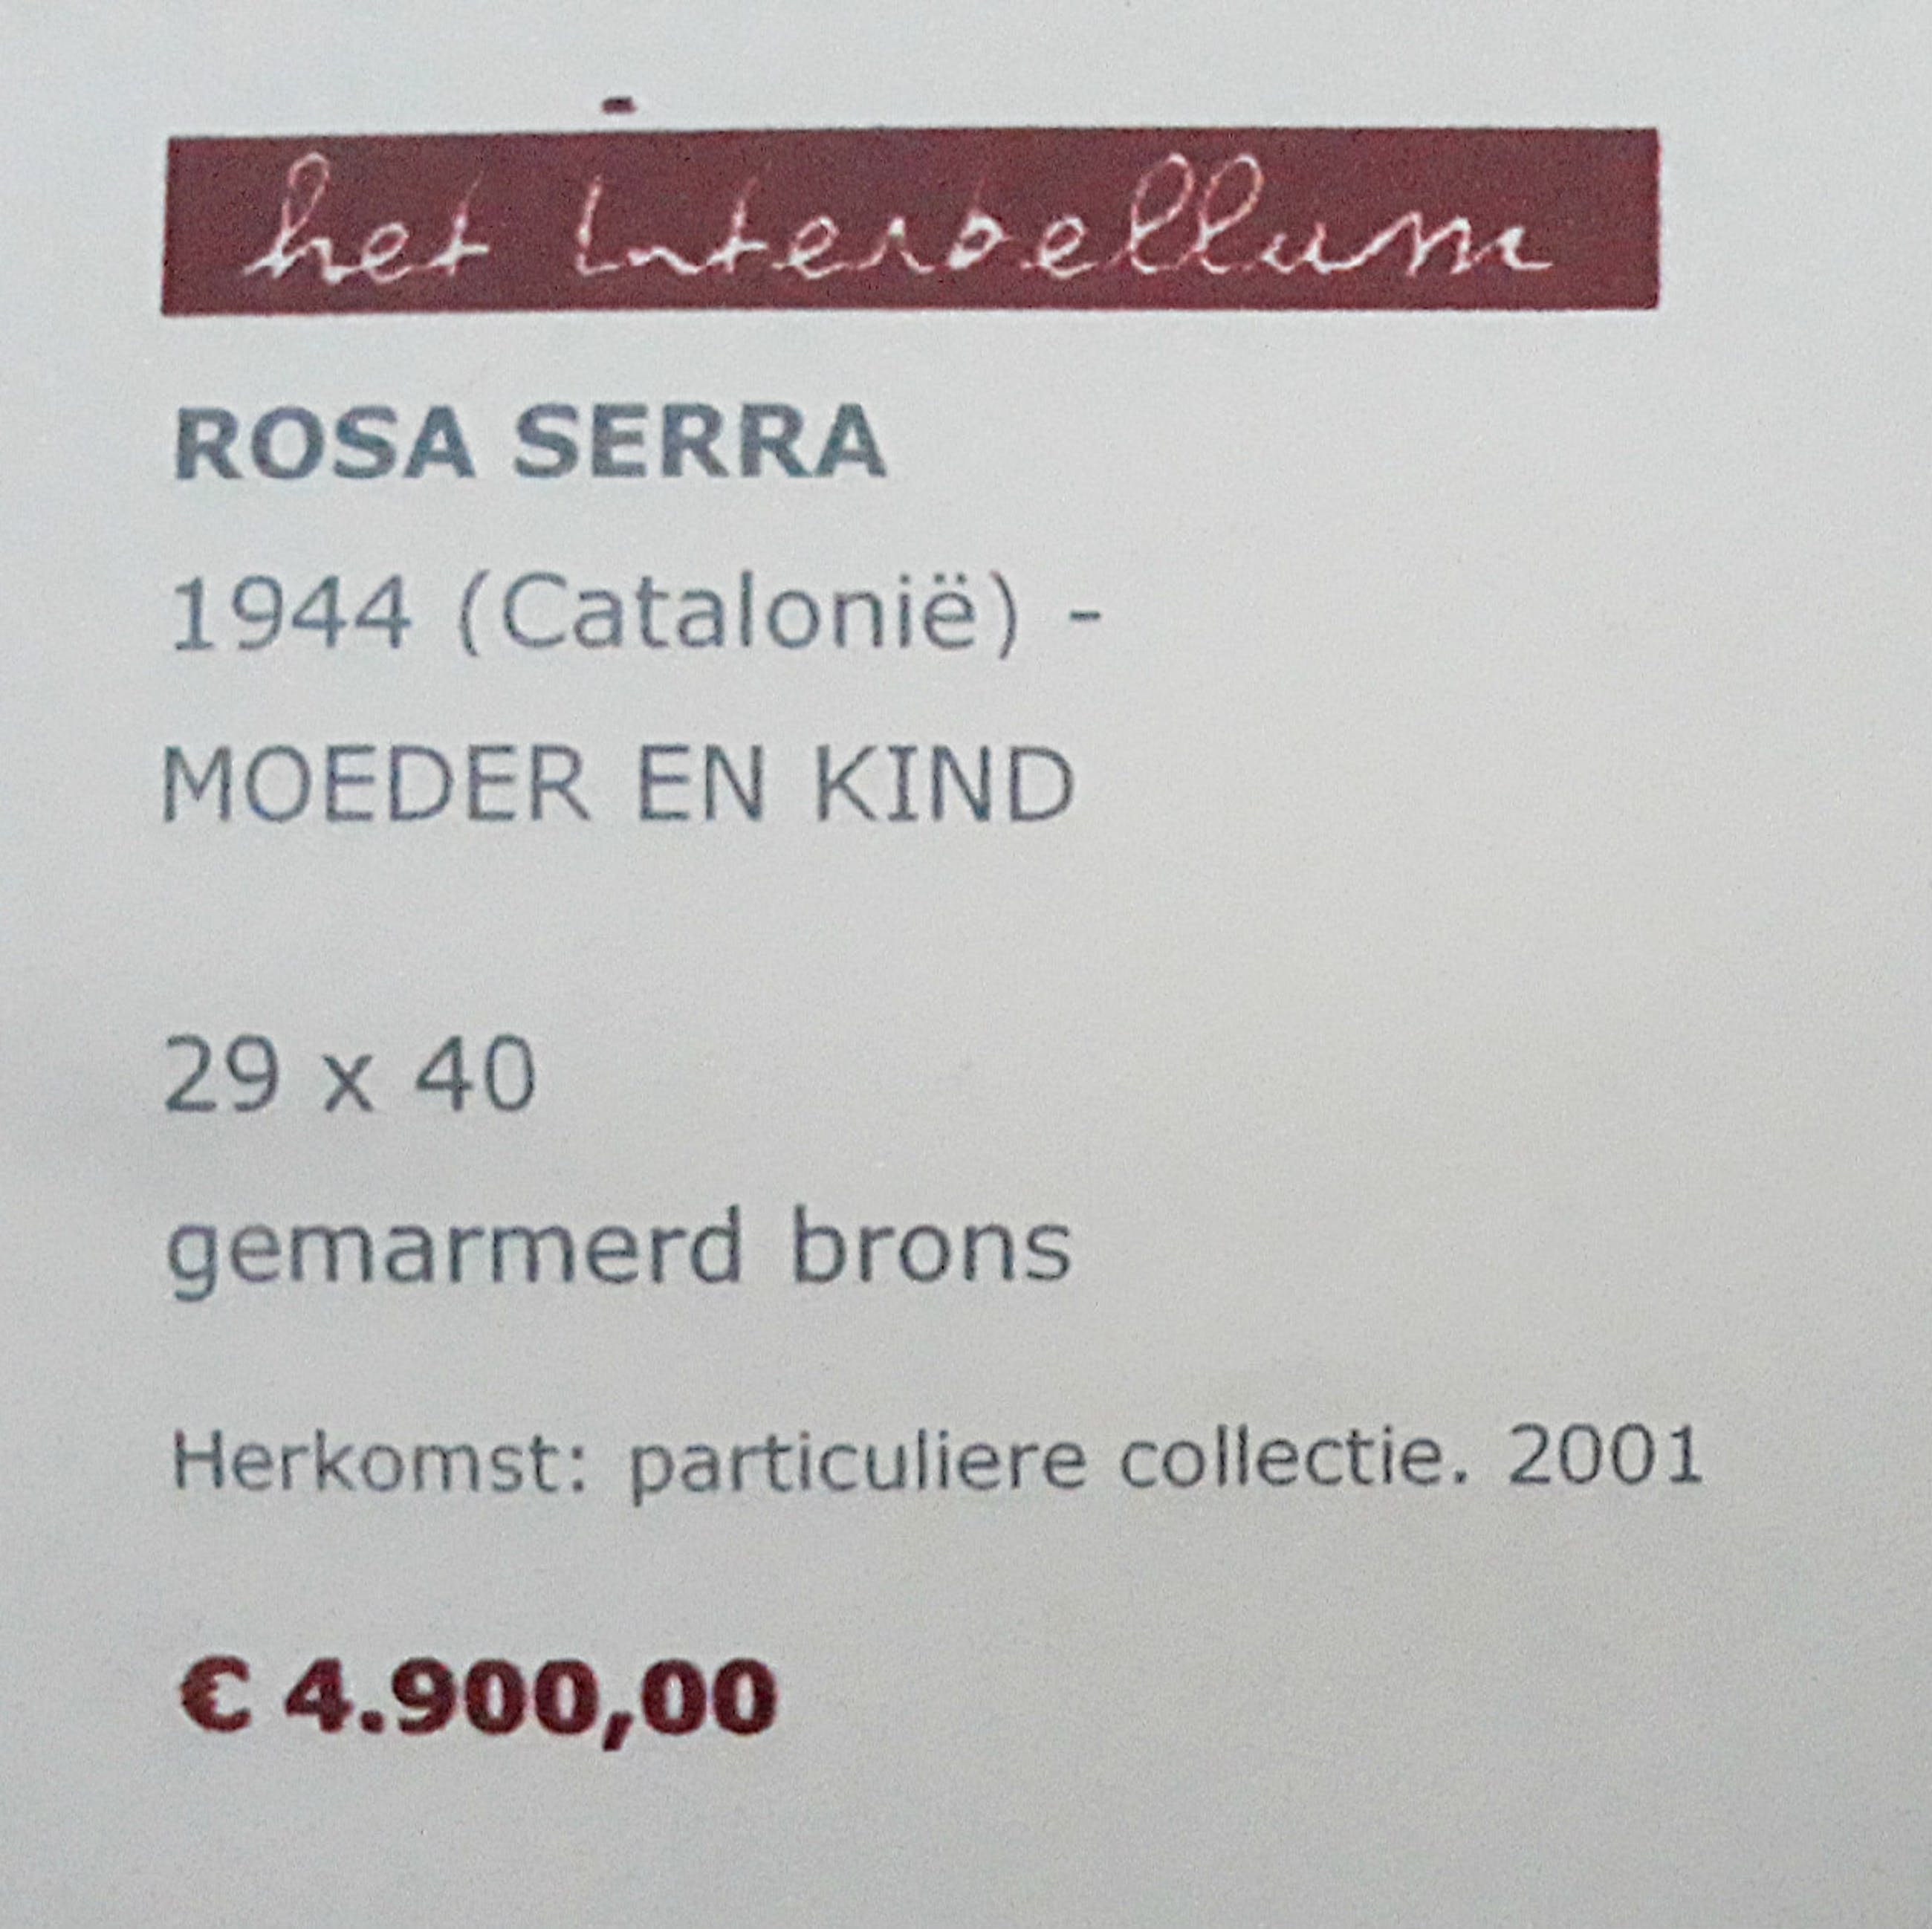 het interbellum
ROSA SERRA
1944 (Catalonië) -
MOEDER EN KIND
29 x 40
gemarmerd brons
Herkomst: particuliere collectie. 2001
€ 4.900,00